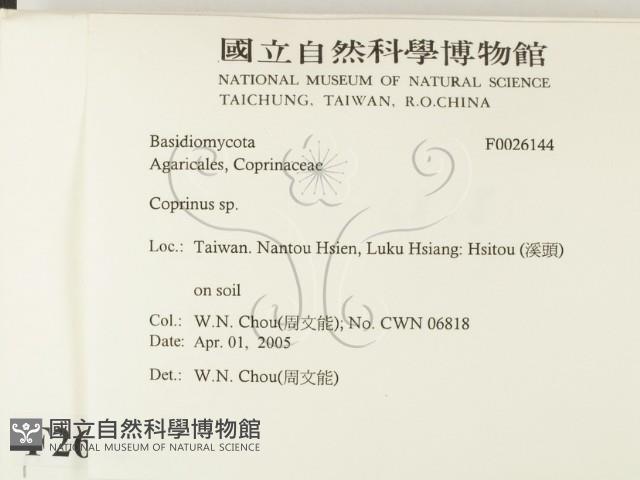 國立自然科學博物館
NATIONAL MUSEUM OF NATURAL SCIENCE
TAICHUNG, TAIWAN, R.O.CHINA
Basidiomycota F0026144
Agaricales, Coprinaceae
Coprinus sp.
Loc.: Taiwan. Nantou Hsien, Luku Hsiang: Hsitou (溪頭)
on soil
Col.: W.N. Chou(周文能); No. CWN 06818
Date: Apr. 01, 2005
Det.: W.N. Chou(周文能)
國立自然科學博物館
NATIONAL MUSEUM OF NATURAL SCIENCE